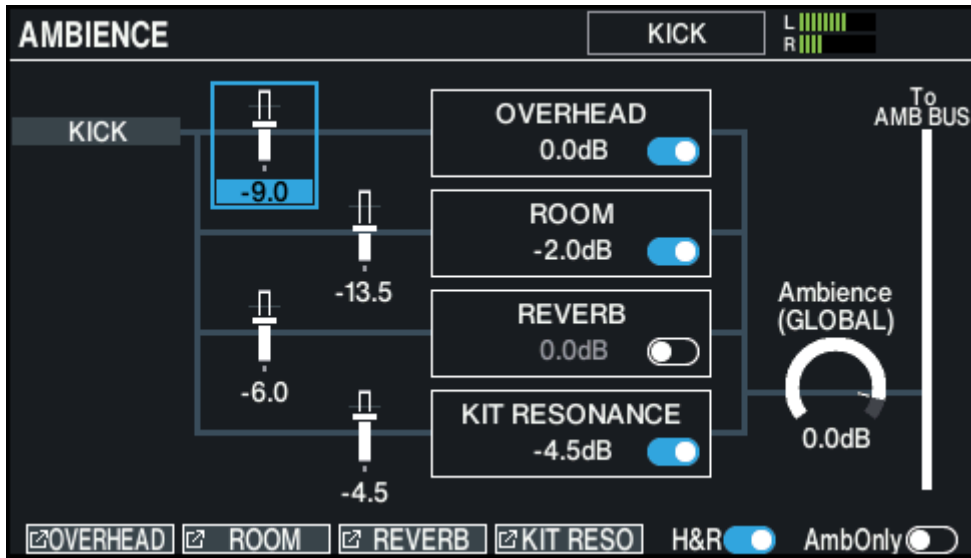 AMBIENCE
KICK
L
R
KICK
-9.0
OVERHEAD
0.0dB
To
AMB BUS
-13.5
ROOM
-2.0dB
-6.0
REVERB
0.0dB
Ambience
(GLOBAL)
0.0dB
-4.5
KIT RESONANCE
-4.5dB
OVERHEAD
ROOM
REVERB
KIT RESO
H&R
AmbOnly